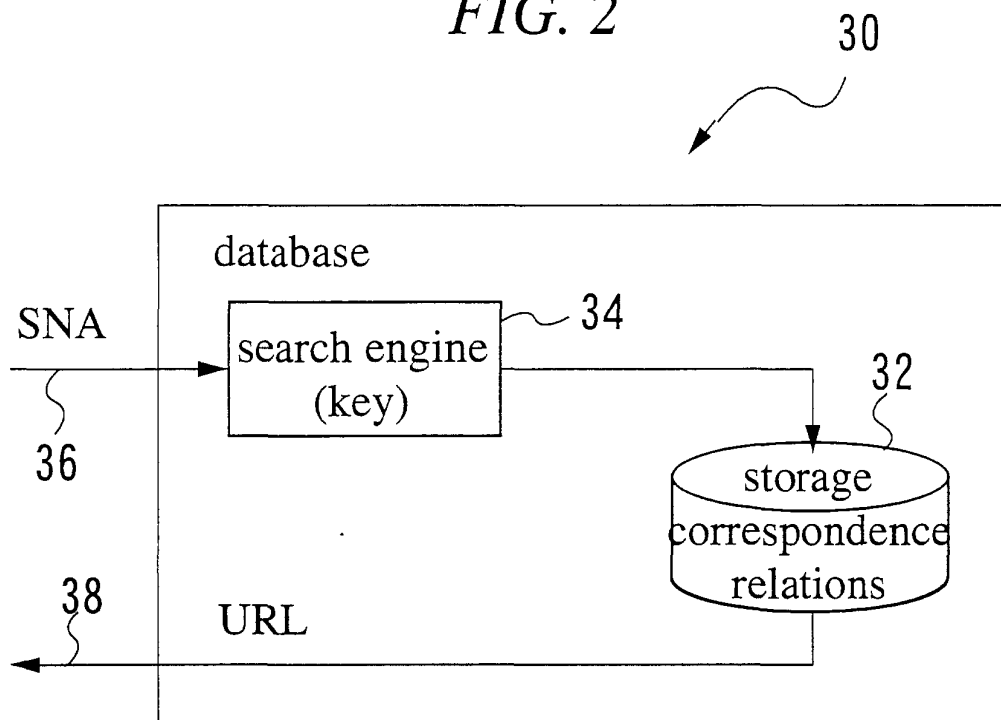 FIG. 2
30
database
SNA
34
search engine
(key)
32
36
storage
correspondence
relations
38
URL